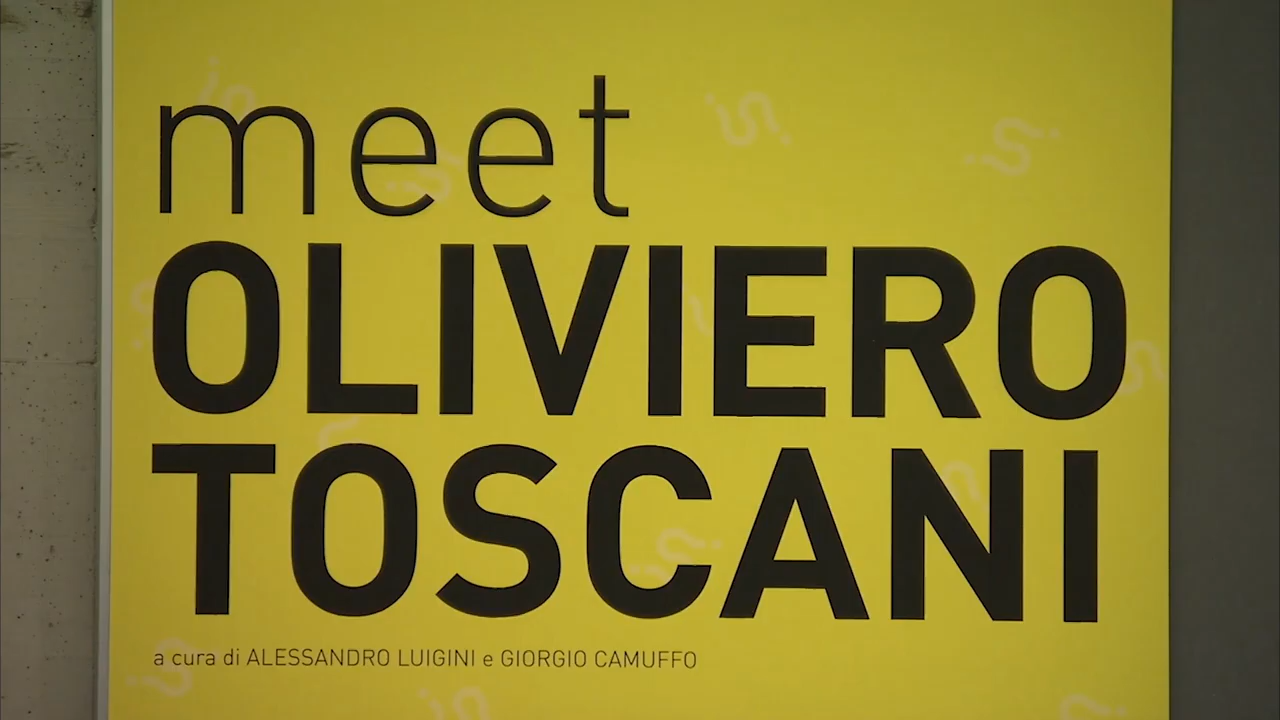 meet
OLIVIERO
TOSCANI
a cura di ALESSANDRO LUIGINI e GIORGIO CAMUFFO